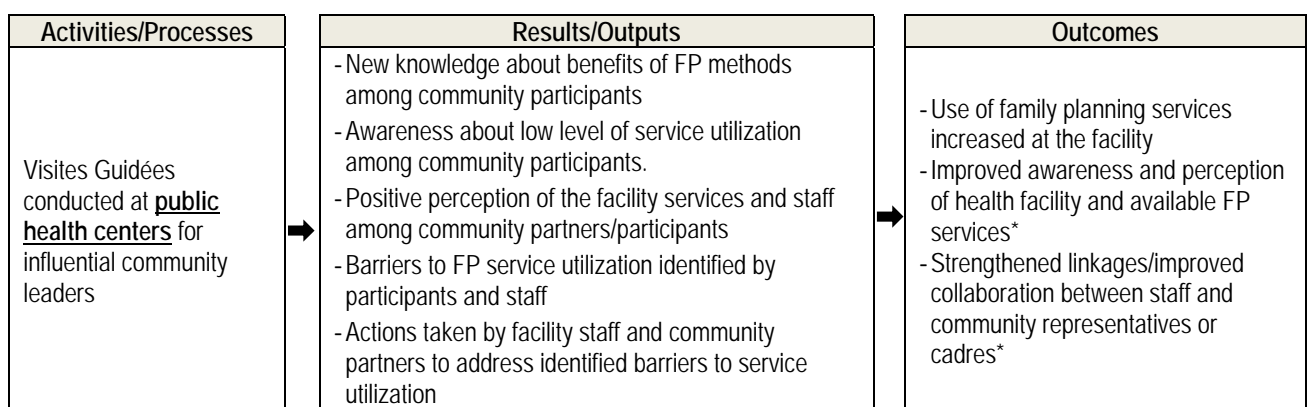 Activities/Processes
Visites Guidées
conducted at public
health centers for
influential community
leaders
Results/Outputs
- New knowledge about benefits of FP methods
among community participants
- Awareness about low level of service utilization
among community participants.
- Positive perception of the facility services and staff
among community partners/participants
- Barriers to FP service utilization identified by
participants and staff
- Actions taken by facility staff and community
partners to address identified barriers to service
utilization
Outcomes
- Use of family planning services
increased at the facility
- Improved awareness and perception
of health facility and available FP
services*
- Strengthened linkages/improved
collaboration between staff and
community representatives or
cadres*